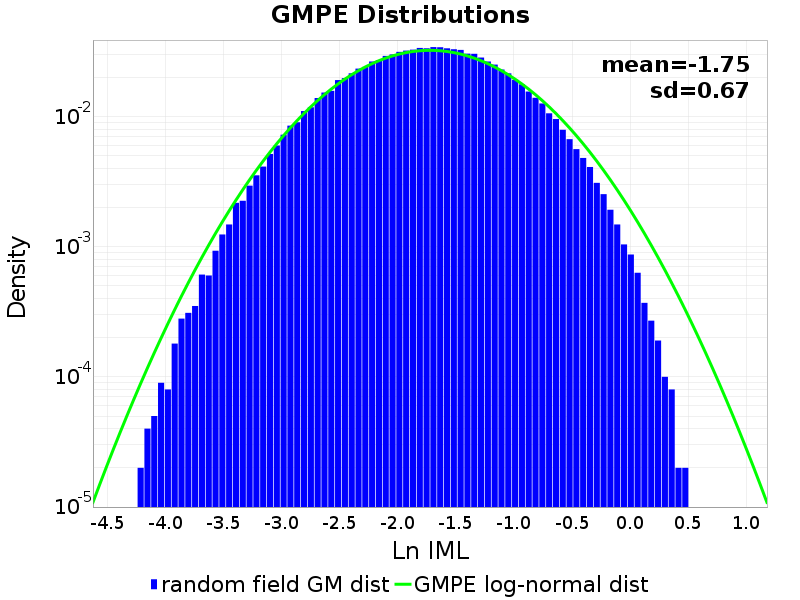 GMPE Distributions
mean=-1.75
sd=0.67
Density
10-2
10-3
10-4
10-5
-4.5 -4.0 -3.5 -3.0 -2.5 -2.0 -1.5 -1.0 -0.5 0.0 0.5 1.0
Ln IML
random field GM dist GMPE log-normal dist